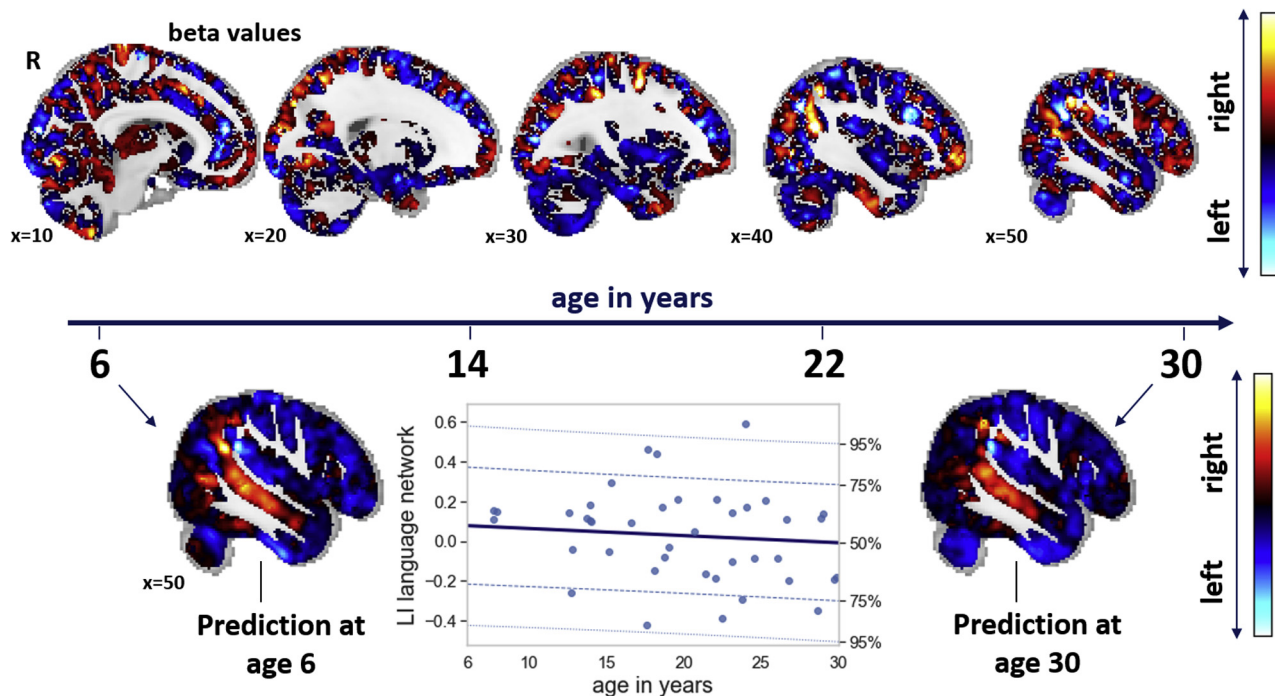 beta values
R
x=10
x=20
x=30
x=40
x=50
left right
age in years
6 14 22 30
x=50
Prediction at
age 6
LI language network
0.6
0.4
0.2
0.0
−0.2
−0.4
95%
75%
50%
75%
95%
6 10 15 20 25 30
age in years
Prediction at
age 30
left right